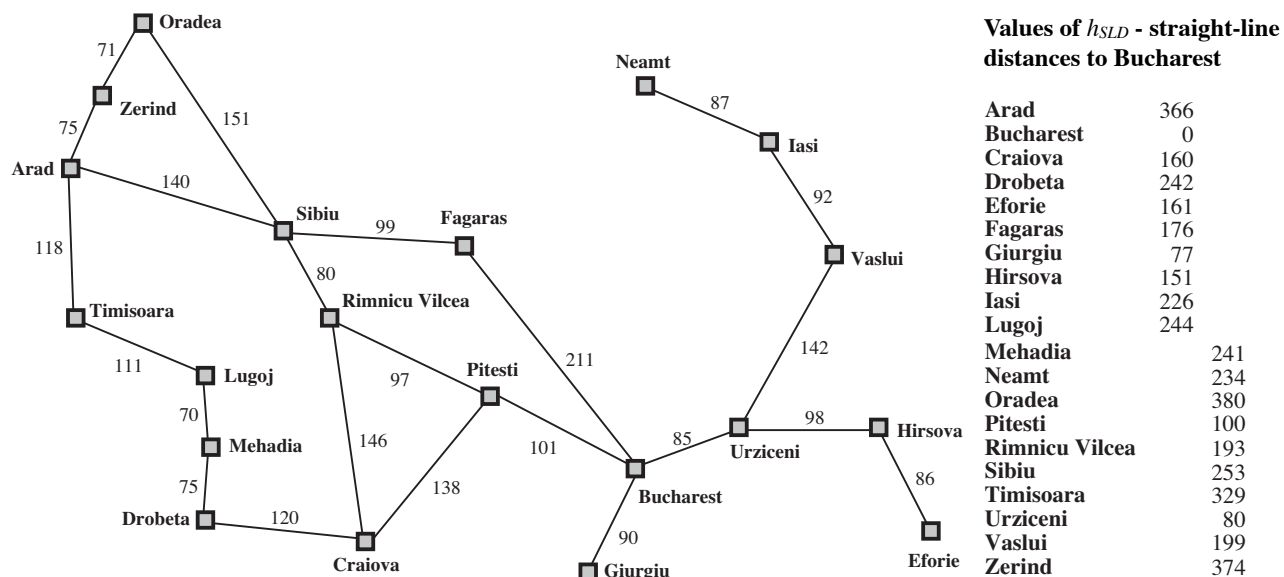 Oradea
71
Neamt
87
Zerind
151
75
Iasi
Arad
140
92
Sibiu
99
Fagaras
118
80
Vaslui
Timisoara
Rimnicu Vilcea
142
111
Lugoj
97
Pitesti
211
70
146
101
85
98
Hirsova
Mehadia
Urziceni
75
138
86
Bucharest
Drobeta
120
90
Craiova
Giurgiu
Eforie
Values of hSLD - straight-line
distances to Bucharest
Arad 366
Bucharest 0
Craiova 160
Drobeta 242
Eforie 161
Fagaras 176
Giurgiu 77
Hirsova 151
Iasi 226
Lugoj 244
Mehadia 241
Neamt 234
Oradea 380
Pitesti 100
Rimnicu Vilcea 193
Sibiu 253
Timisoara 329
Urziceni 80
Vaslui 199
Zerind 374